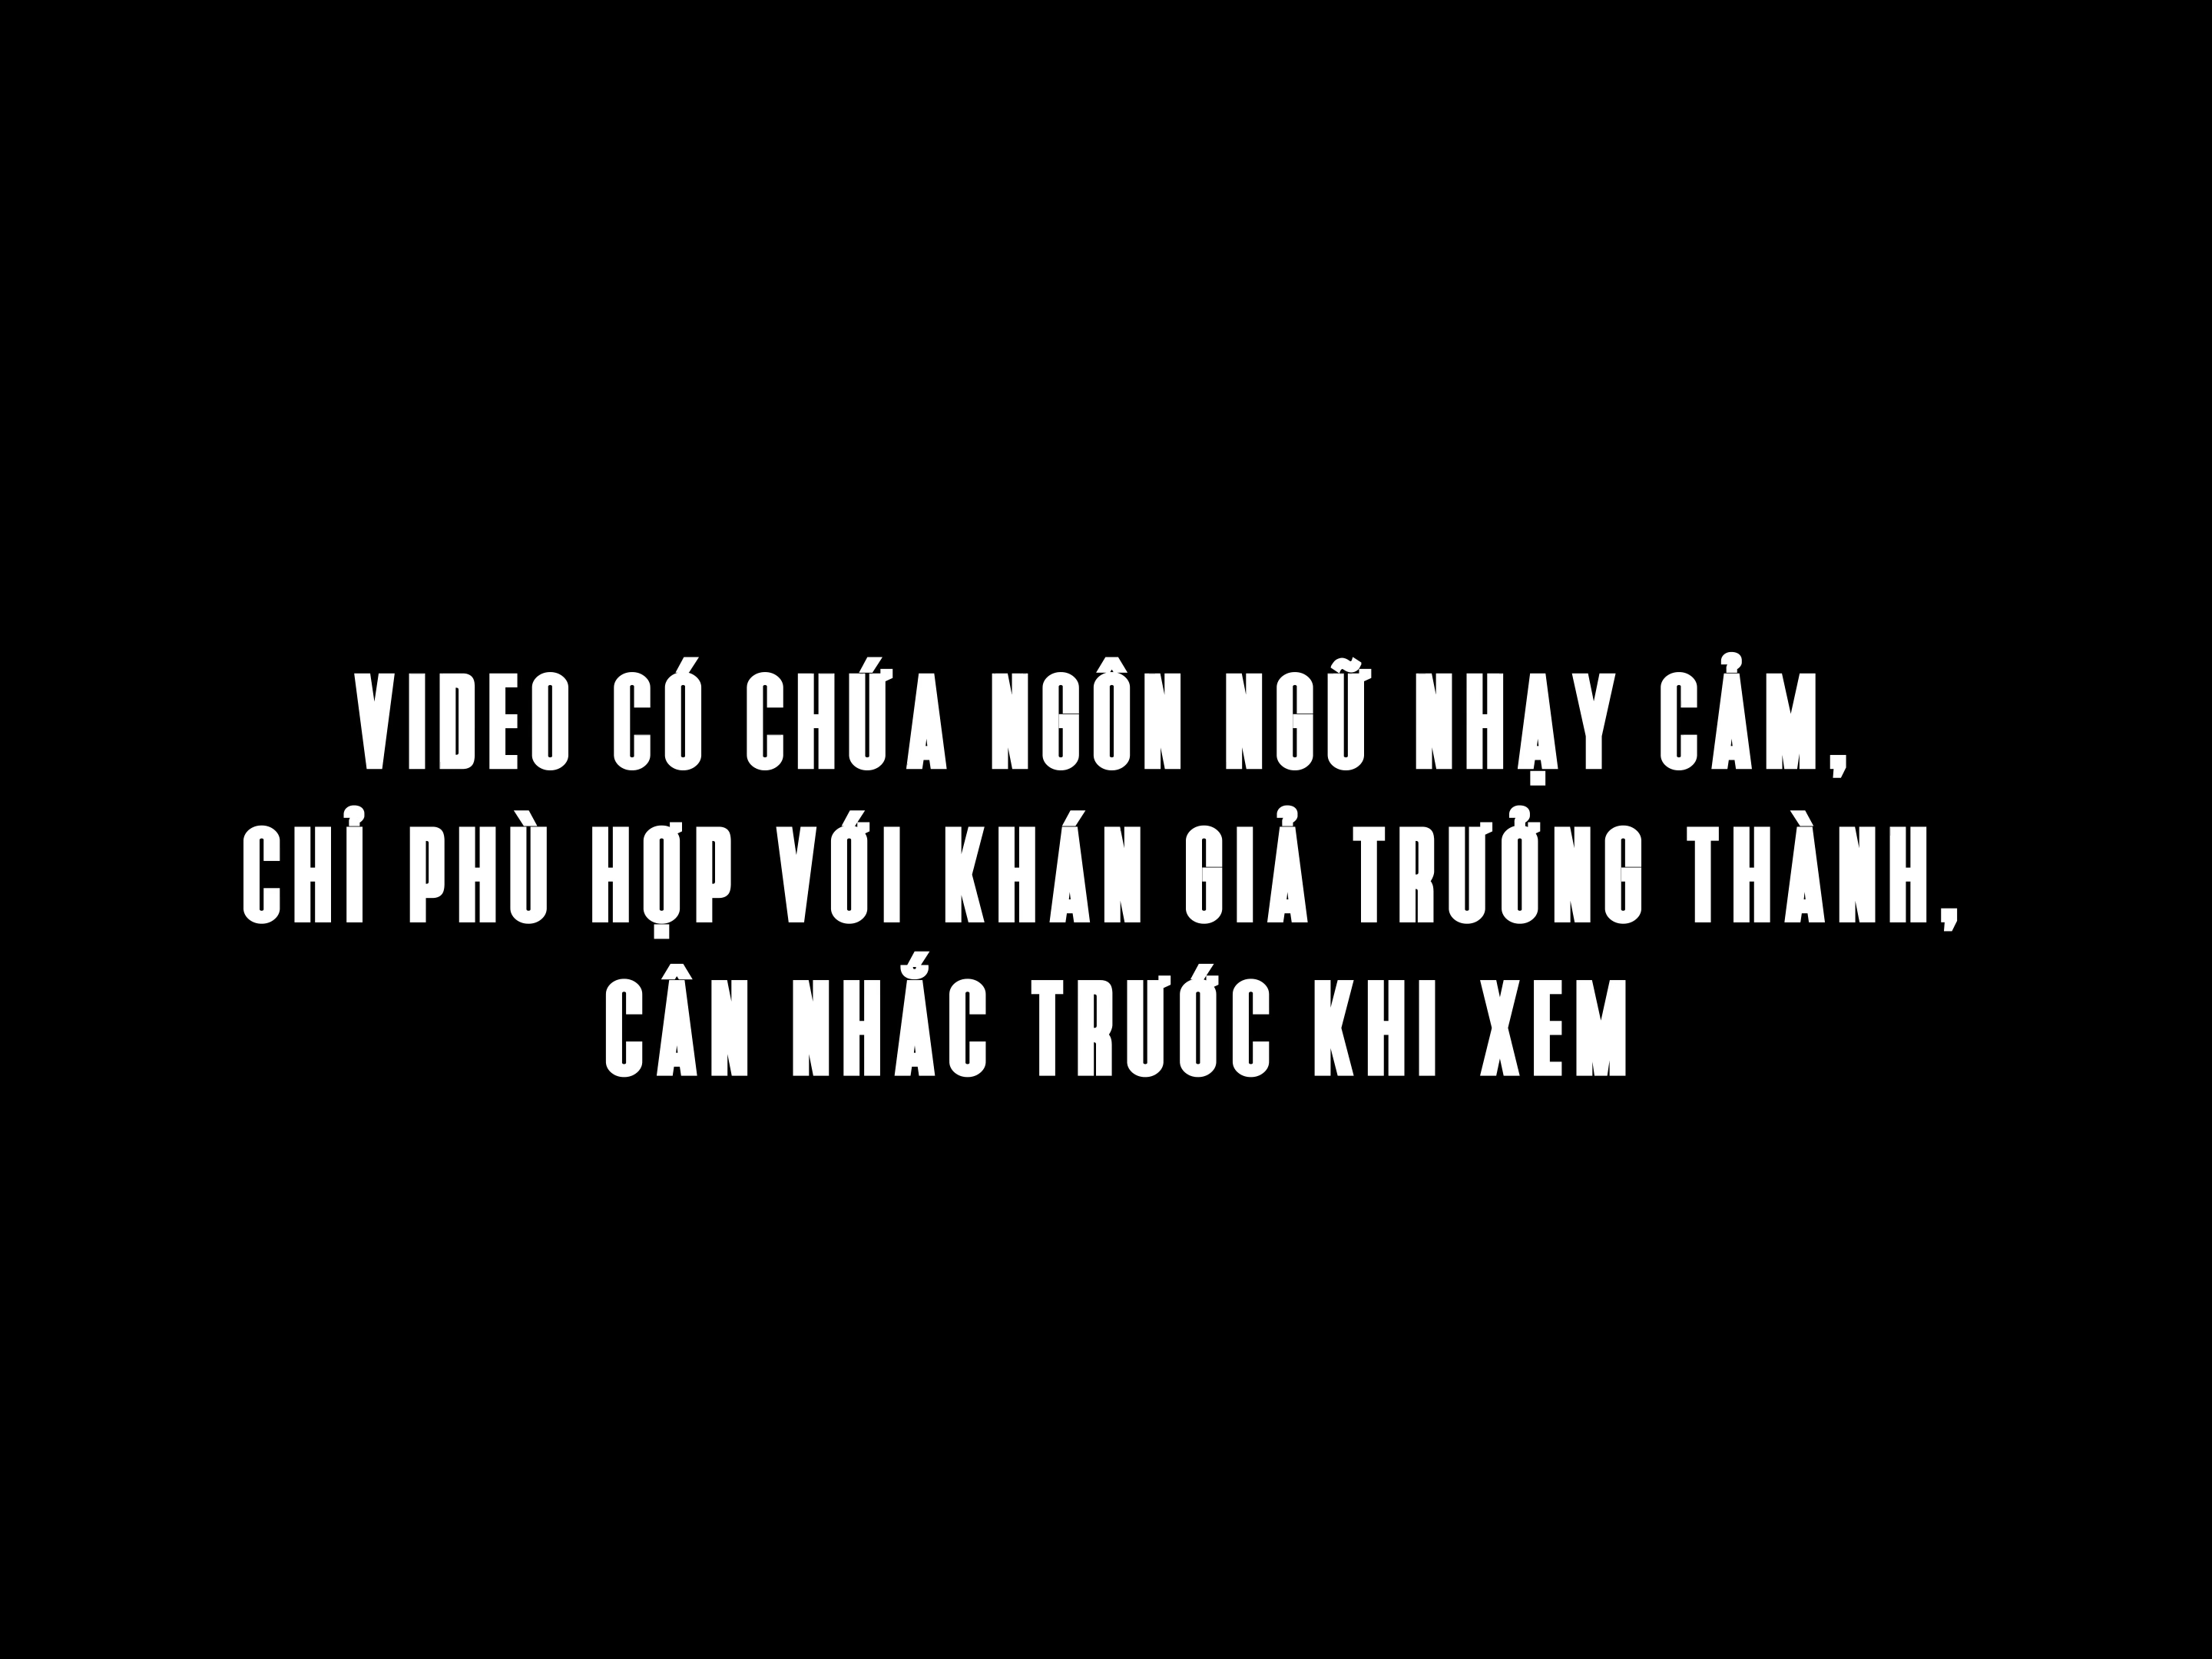 VIDEO CÓ CHỨA NGÔN NGỮ NHẠY CẢM,
CHỈ PHÙ HỢP VỚI KHÁN GIẢ TRƯỞNG THÀNH,
CÂN NHẮC TRƯỚC KHI XEM